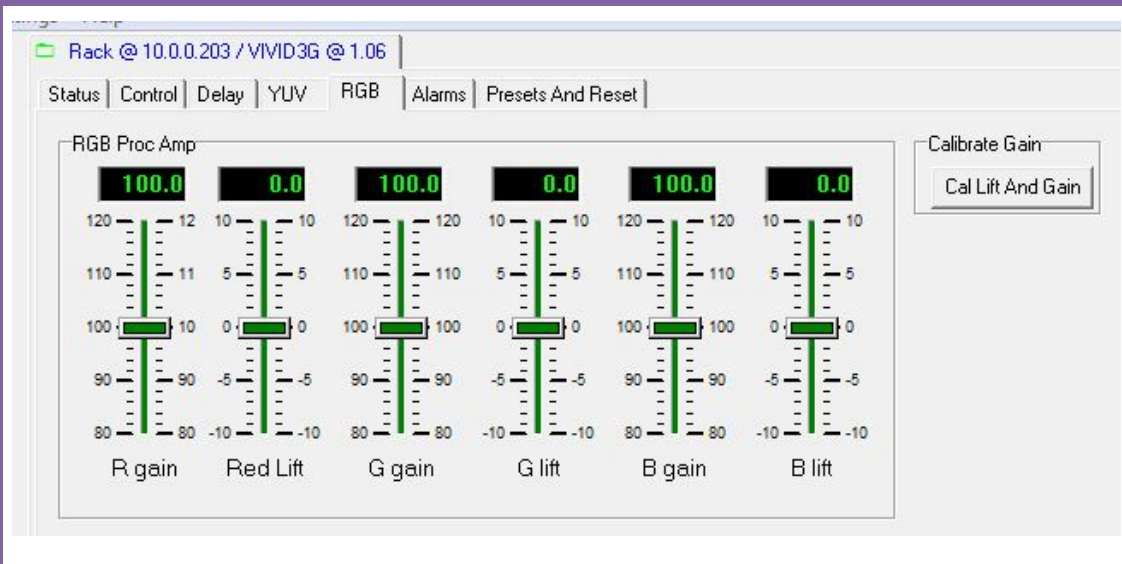 Help
Rack @ 10.0.0.203 / VIVID3G @ 1.06
Status Control Delay YUV RGB Alarms Presets And Reset
RGB Proc Amp Calibrate Gain
100.0 0.0 100.0 0.0 100.0 0.0 Cal Lift And Gain
120 12 10 10 120 120 10 10 120 120 10 10
110 11 5 5 110 110 5 5 110 110 5 5
100 10 0 0 100 100 0 0 100 100 0 0
90 90 -5 -5 90 90 -5 -5 90 90 -5 -5
80 80 -10 -10 80 80 -10 -10 80 80 -10 -10
R gain Red Lift G gain G lift B gain B lift